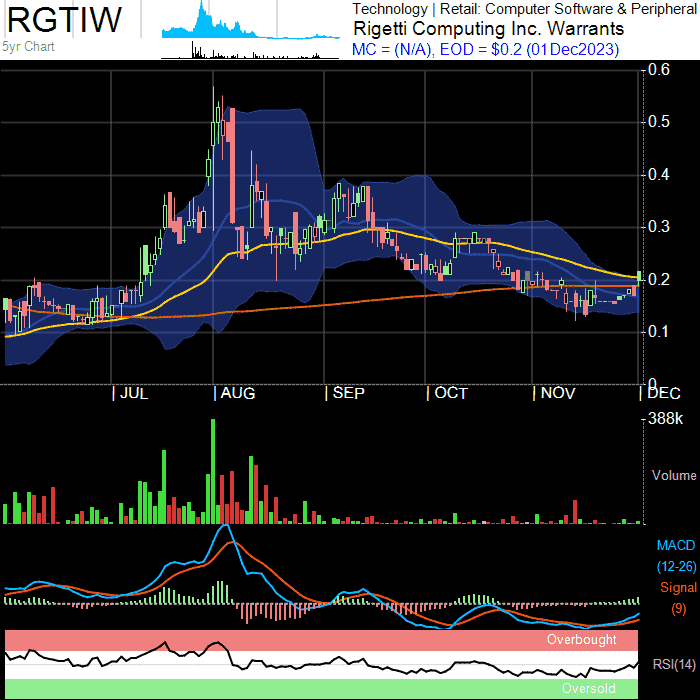 RGTIW
5yr Chart
Technology | Retail: Computer Software & Peripheral
Rigetti Computing Inc. Warrants
MC = (N/A), EOD = $0.2 (01Dec2023)
0.6
0.5
0.4
0.3
0.2
0.1
0
| JUL
| AUG
| SEP
| OCT
| NOV
| DEC
388k
Volume
MACD
(12-26)
Signal
(9)
Overbought
RSI(14)
Oversold